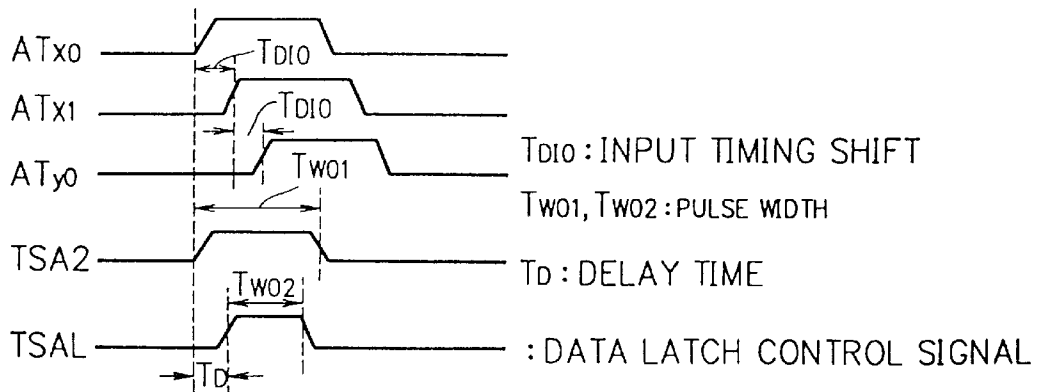 ATX0
TDI0
ATX1
TDI0
TDI0 : INPUT TIMING SHIFT
ATy0
TW01
TW01, TW02 : PULSE WIDTH
TSA2
TD : DELAY TIME
TW02
TSAL
: DATA LATCH CONTROL SIGNAL
TD